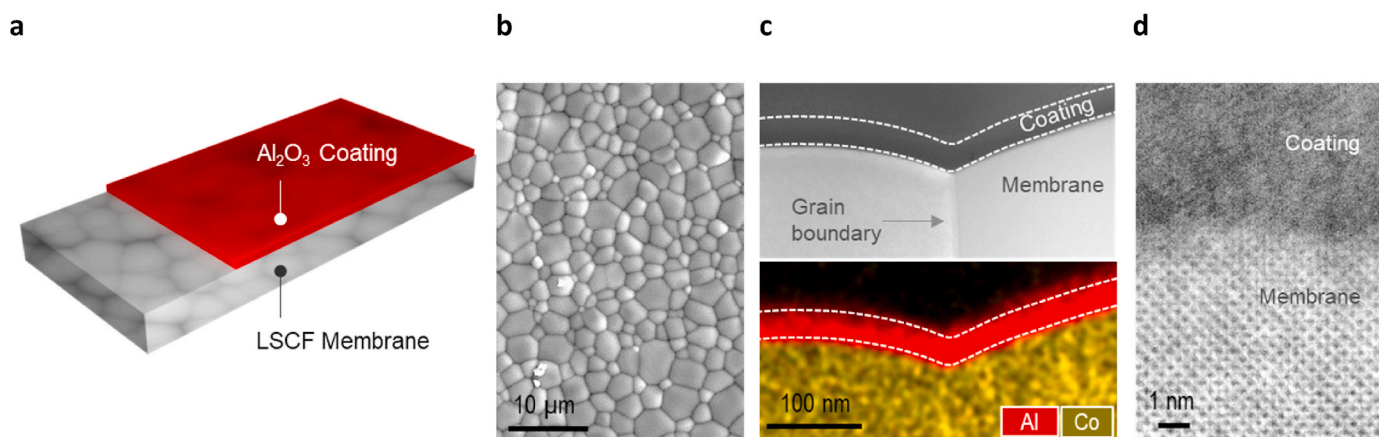 a
b
c
d
Al₂O₃ Coating
LSCF Membrane
10 µm
Coating
Membrane
Grain
boundary
100 nm
Al
Co
Coating
Membrane
1 nm